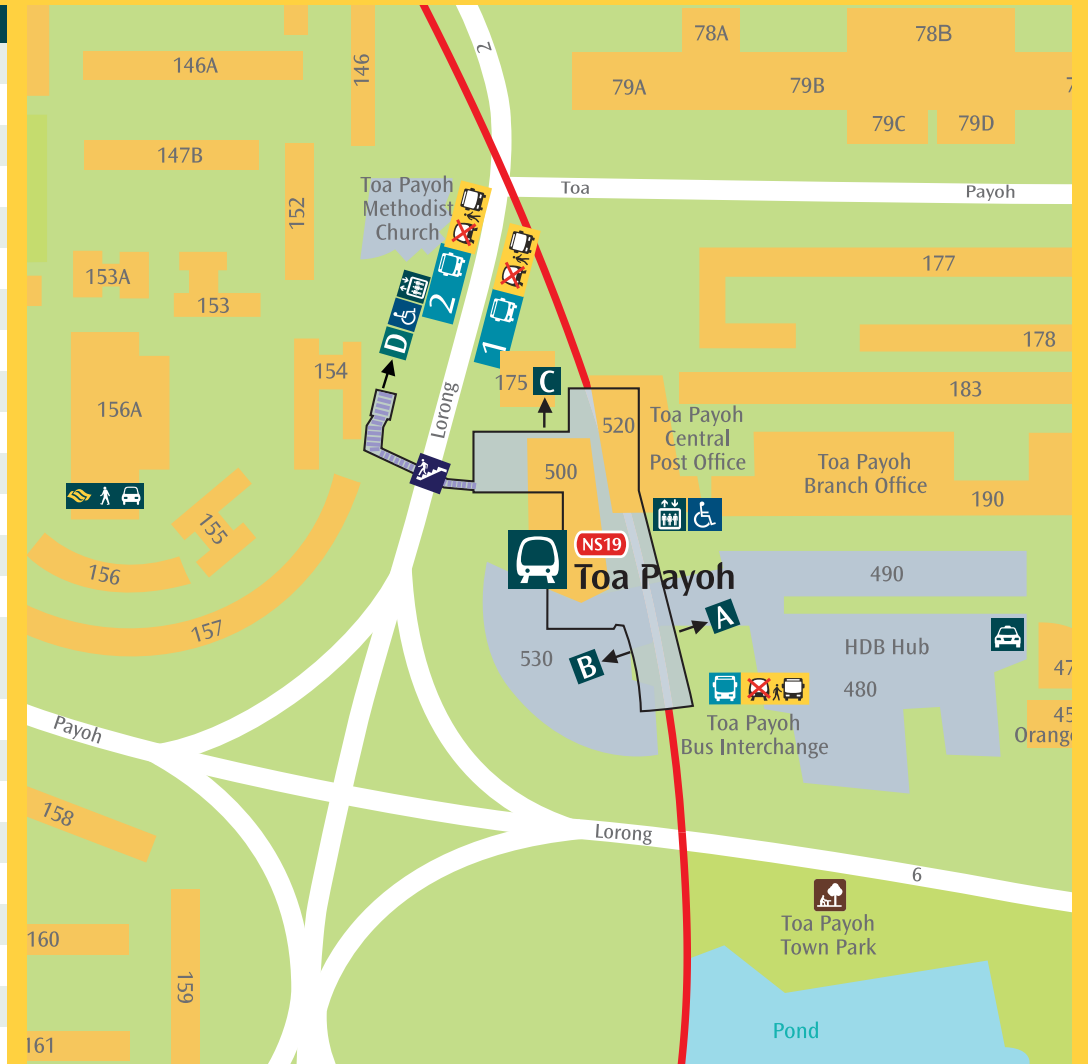 2
78A
78B
146A
146
79A
79B
79C
79D
147B
152
Toa Payoh
Methodist
Church
Toa
Payoh
153A
153
177
2
1
178
D
154
175
C
183
156A
Lorong
520
Toa Payoh
Central
Post Office
500
Toa Payoh
Branch Office
190
155
NS19
Toa Payoh
156
490
157
A
B
530
HDB Hub
480
47
Payoh
Toa Payoh
Bus Interchange
45
Orange
158
Lorong
6
Toa Payoh
Town Park
160
159
161
Pond